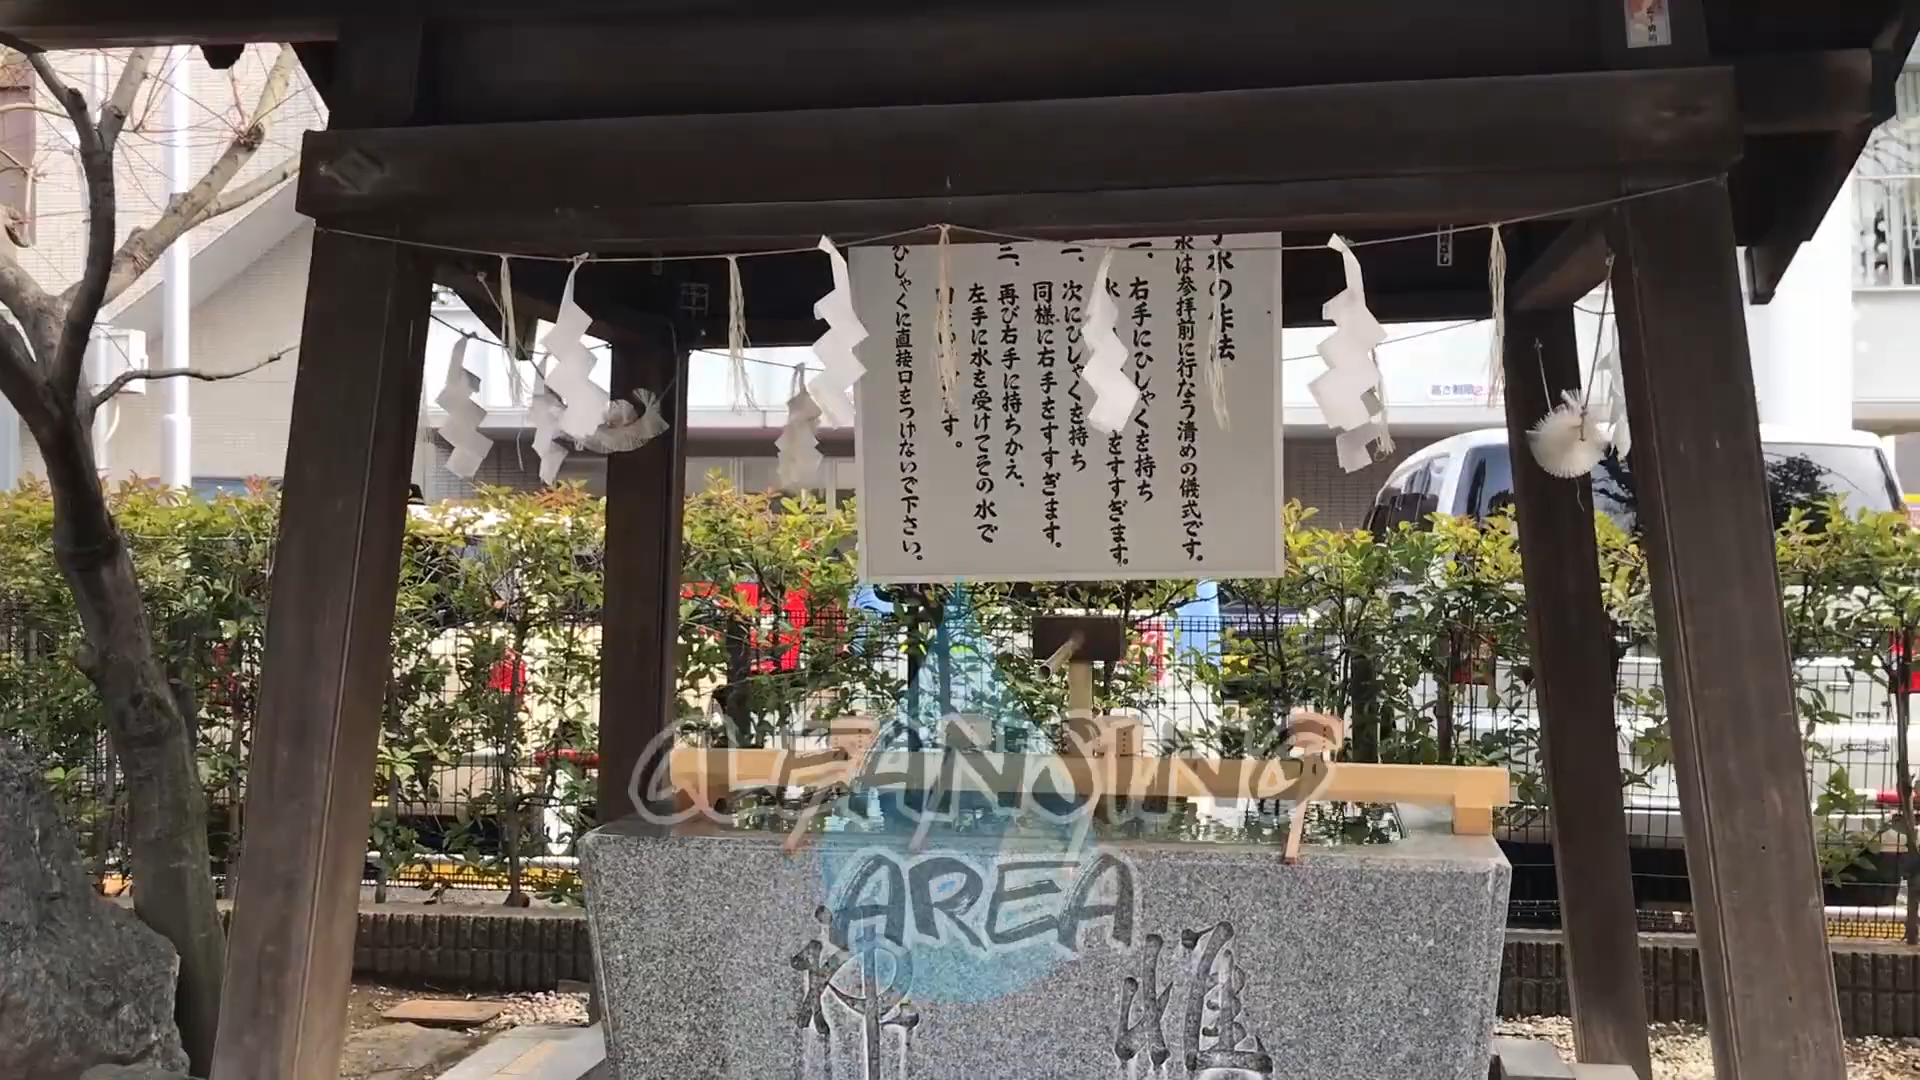 水の作法
水は参拝前に行なう清めの儀式です。
一、右手にひしゃくを持ち
をすすぎます。
二、次にひしゃくを持ち
同様に右手をすすぎます。
三、再び右手に持ちかえ、
左手に水を受けてその水で
す。
ひしゃくに直接口をつけないで下さい。
高さ制限
CLEANSING
AREA